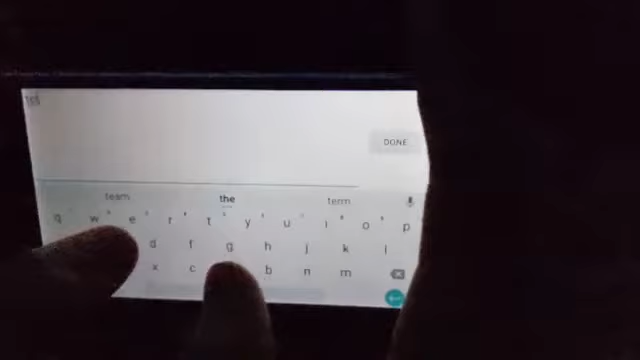 DONE
team the term
q w e r t y u i o p
d f g h j k l
x c b n m